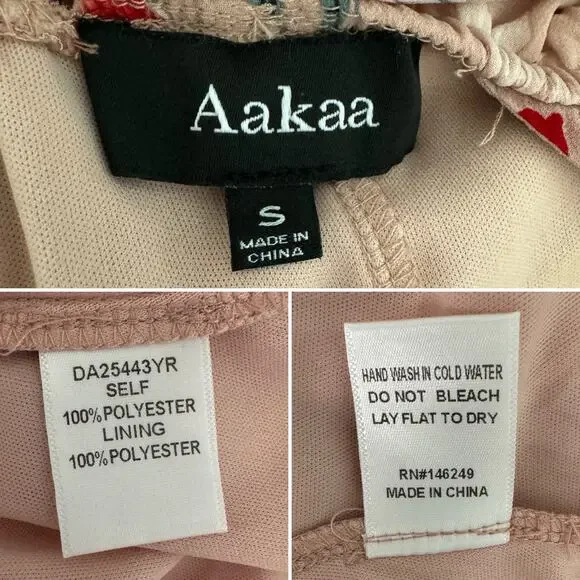 Aakaa
S
MADE IN
CHINA
DA25443YR
SELF
100%POLYESTER
LINING
100%POLYESTER
HAND WASH IN COLD WATER
DO NOT BLEACH
LAY FLAT TO DRY
RN#146249
MADE IN CHINA